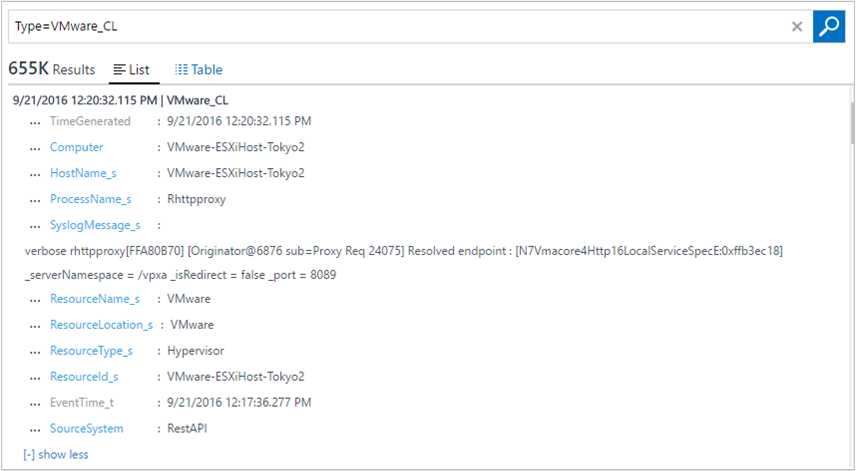 Type=VMware_CL
655K Results List Table
9/21/2016 12:20:32.115 PM | VMware_CL
... TimeGenerated : 9/21/2016 12:20:32.115 PM
... Computer : VMware-ESXiHost-Tokyo2
... HostName_s : VMware-ESXiHost-Tokyo2
... ProcessName_s : Rhttpproxy
... SyslogMessage_s :
verbose rhttpproxy[FFA80B70] [Originator@6876 sub=Proxy Req 24075] Resolved endpoint : [N7Vmacore4Http16LocalServiceSpecE:0xffb3ec18]
_serverNamespace = /vpxa _isRedirect = false _port = 8089
... ResourceName_s : VMware
... ResourceLocation_s : VMware
... ResourceType_s : Hypervisor
... ResourceId_s : VMware-ESXiHost-Tokyo2
... EventTime_t : 9/21/2016 12:17:36.277 PM
... SourceSystem : RestAPI
[-] show less